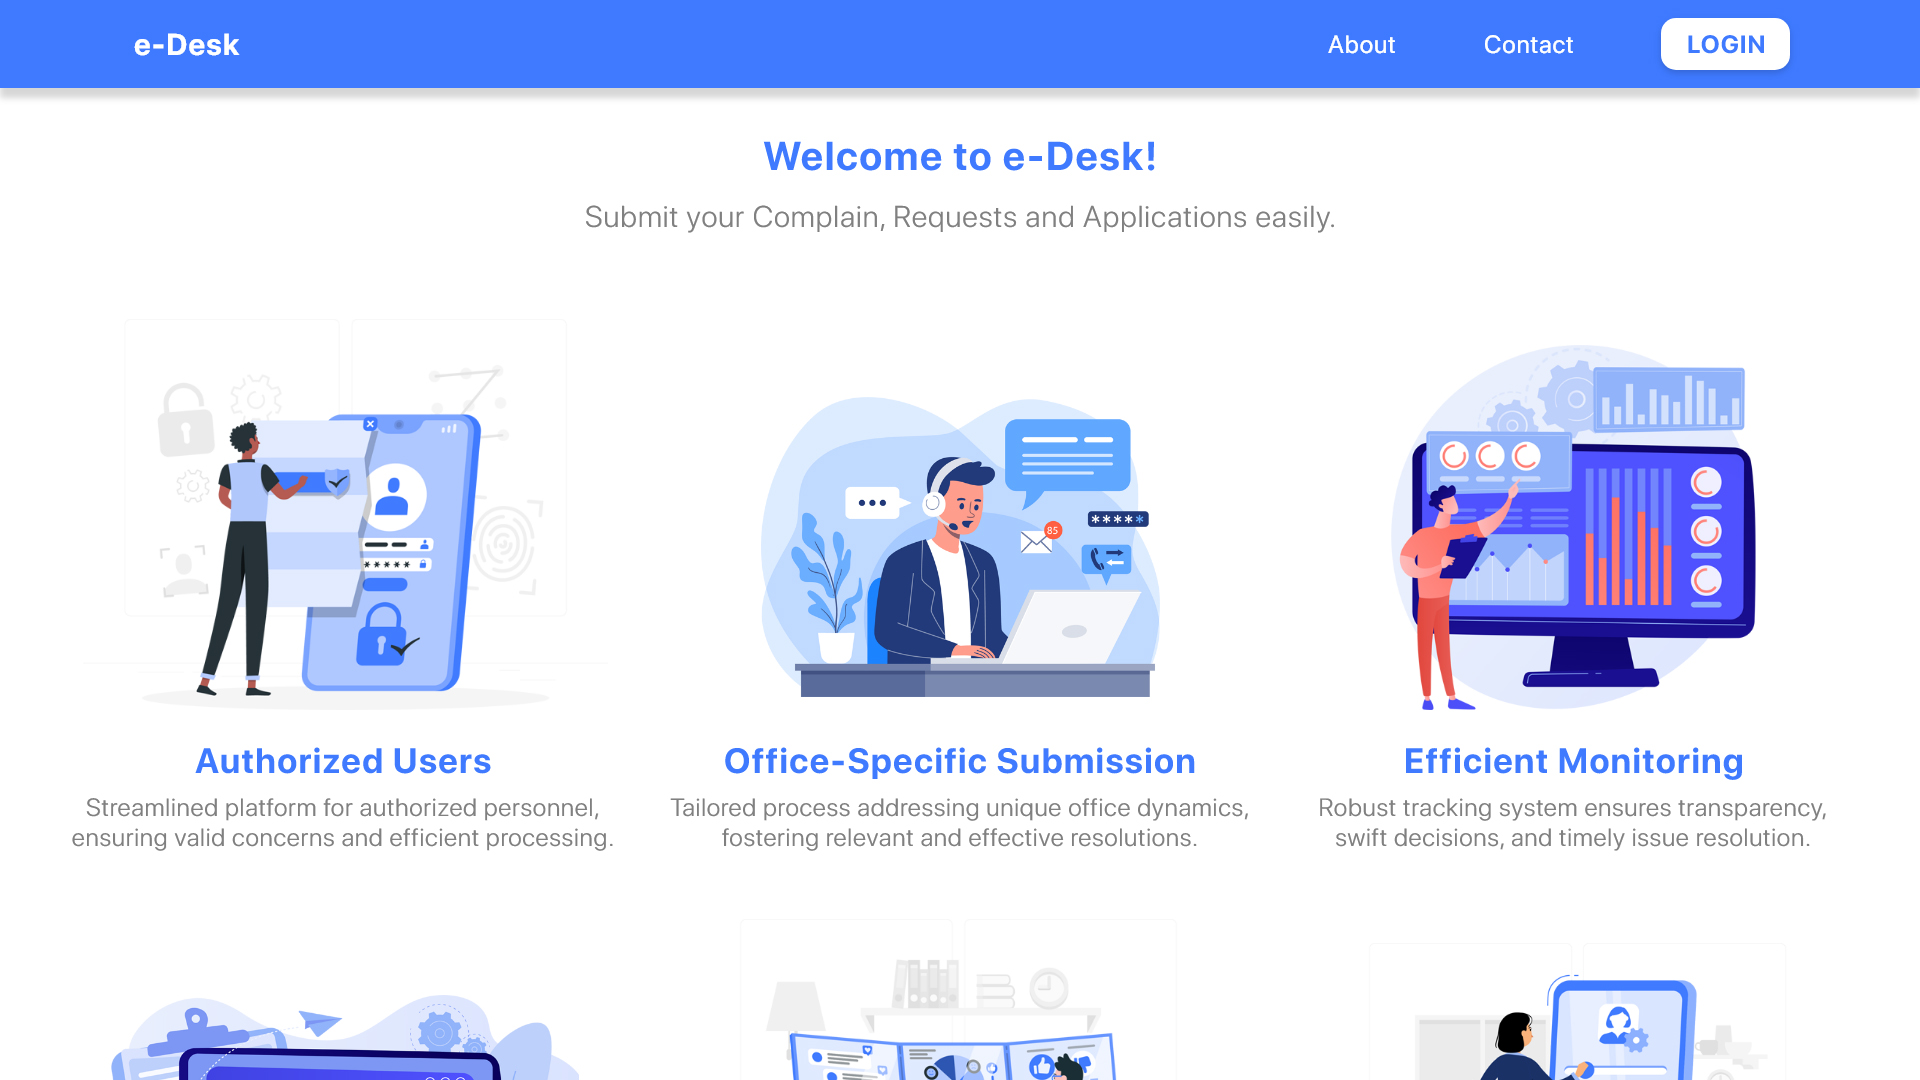 e-Desk
About
Contact
LOGIN
Welcome to e-Desk!
Submit your Complain, Requests and Applications easily.
85
*****
*****
Authorized Users
Streamlined platform for authorized personnel,
ensuring valid concerns and efficient processing.
Office-Specific Submission
Tailored process addressing unique office dynamics,
fostering relevant and effective resolutions.
Efficient Monitoring
Robust tracking system ensures transparency,
swift decisions, and timely issue resolution.